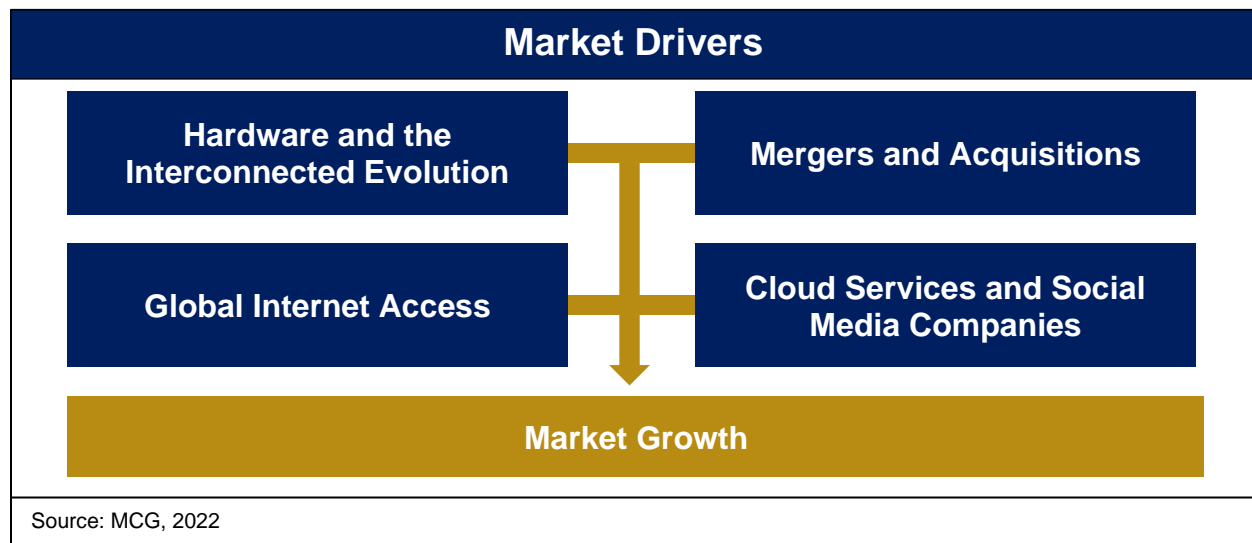 Market Drivers
Hardware and the
Interconnected Evolution
Mergers and Acquisitions
Global Internet Access
Cloud Services and Social
Media Companies
Market Growth
Source: MCG, 2022